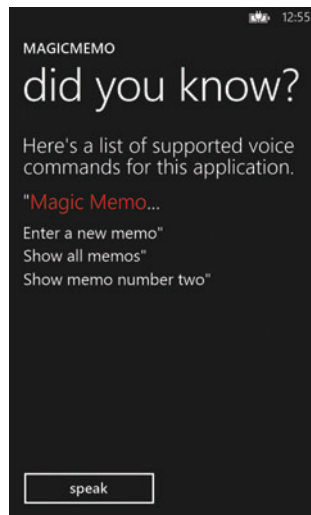 12:55
MAGICMEMO
did you know?
Here's a list of supported voice
commands for this application.
"Magic Memo...
Enter a new memo"
Show all memos"
Show memo number two"
speak